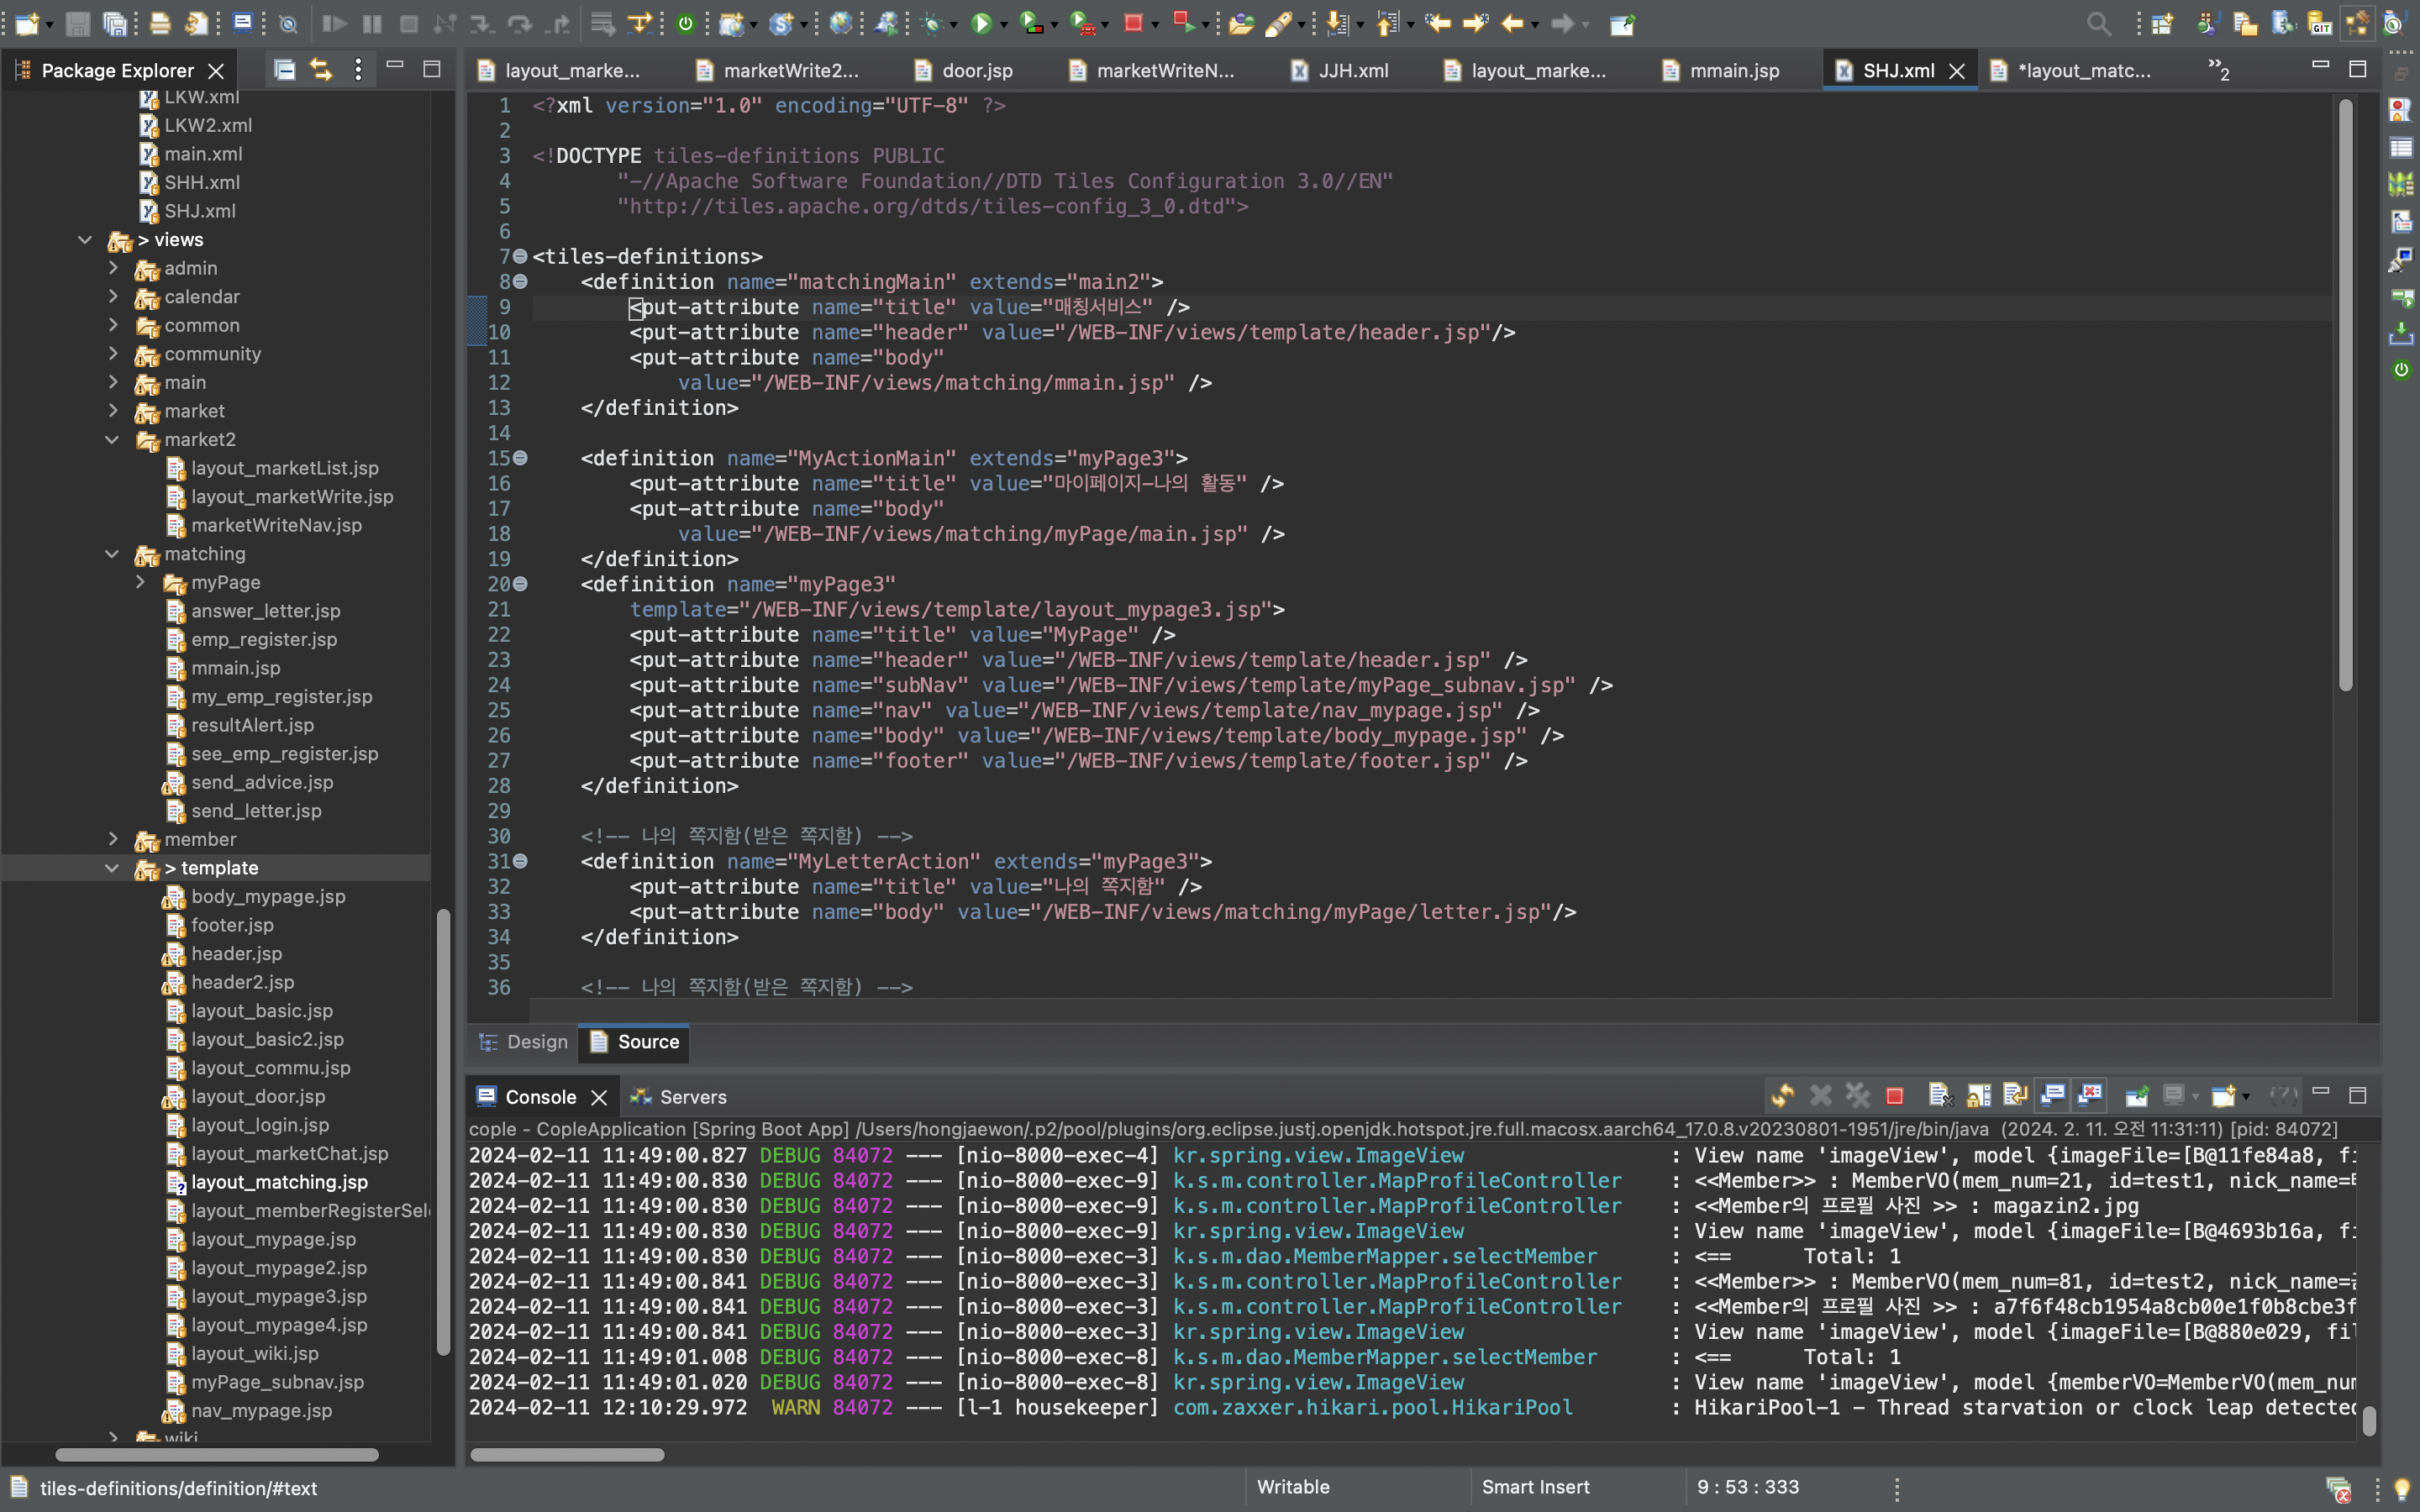 Package Explorer
LKW.xml
LKW2.xml
main.xml
SHH.xml
SHJ.xml
> views
admin
calendar
common
community
main
market
market2
layout_marketList.jsp
layout_marketWrite.jsp
marketWriteNav.jsp
matching
myPage
answer_letter.jsp
emp_register.jsp
mmain.jsp
my_emp_register.jsp
resultAlert.jsp
see_emp_register.jsp
send_advice.jsp
send_letter.jsp
member
> template
body_mypage.jsp
footer.jsp
header.jsp
header2.jsp
layout_basic.jsp
layout_basic2.jsp
layout_commu.jsp
layout_door.jsp
layout_login.jsp
layout_marketChat.jsp
layout_matching.jsp
layout_memberRegisterSel
layout_mypage.jsp
layout_mypage2.jsp
layout_mypage3.jsp
layout_mypage4.jsp
layout_wiki.jsp
myPage_subnav.jsp
nav_mypage.jsp
wiki
layout_marke... marketWrite2... door.jsp marketWriteN... JJH.xml layout_marke... mmain.jsp SHJ.xml *layout_matc... »2
1 <?xml version="1.0" encoding="UTF-8" ?>
2
3 <!DOCTYPE tiles-definitions PUBLIC
4 "-//Apache Software Foundation//DTD Tiles Configuration 3.0//EN"
5 "http://tiles.apache.org/dtds/tiles-config_3_0.dtd">
6
7 <tiles-definitions>
8 <definition name="matchingMain" extends="main2">
9 <put-attribute name="title" value="매칭서비스" />
10 <put-attribute name="header" value="/WEB-INF/views/template/header.jsp"/>
11 <put-attribute name="body"
12 value="/WEB-INF/views/matching/mmain.jsp" />
13 </definition>
14
15 <definition name="MyActionMain" extends="myPage3">
16 <put-attribute name="title" value="마이페이지-나의 활동" />
17 <put-attribute name="body"
18 value="/WEB-INF/views/matching/myPage/main.jsp" />
19 </definition>
20 <definition name="myPage3"
21 template="/WEB-INF/views/template/layout_mypage3.jsp">
22 <put-attribute name="title" value="MyPage" />
23 <put-attribute name="header" value="/WEB-INF/views/template/header.jsp" />
24 <put-attribute name="subNav" value="/WEB-INF/views/template/myPage_subnav.jsp" />
25 <put-attribute name="nav" value="/WEB-INF/views/template/nav_mypage.jsp" />
26 <put-attribute name="body" value="/WEB-INF/views/template/body_mypage.jsp" />
27 <put-attribute name="footer" value="/WEB-INF/views/template/footer.jsp" />
28 </definition>
29
30 <!-- 나의 쪽지함(받은 쪽지함) -->
31 <definition name="MyLetterAction" extends="myPage3">
32 <put-attribute name="title" value="나의 쪽지함" />
33 <put-attribute name="body" value="/WEB-INF/views/matching/myPage/letter.jsp"/>
34 </definition>
35
36 <!-- 나의 쪽지함(받은 쪽지함) -->
Design Source
Console Servers
cople - CopleApplication [Spring Boot App] /Users/hongjaewon/.p2/pool/plugins/org.eclipse.justj.openjdk.hotspot.jre.full.macosx.aarch64_17.0.8.v20230801-1951/jre/bin/java (2024. 2. 11. 오전 11:31:11) [pid: 84072]
2024-02-11 11:49:00.827 DEBUG 84072 --- [nio-8000-exec-4] kr.spring.view.ImageView : View name 'imageView', model {imageFile=[B@11fe84a8, fi
2024-02-11 11:49:00.830 DEBUG 84072 --- [nio-8000-exec-9] k.s.m.controller.MapProfileController : <<Member>> : MemberVO(mem_num=21, id=test1, nick_name=
2024-02-11 11:49:00.830 DEBUG 84072 --- [nio-8000-exec-9] k.s.m.controller.MapProfileController : <<Member의 프로필 사진 >> : magazin2.jpg
2024-02-11 11:49:00.830 DEBUG 84072 --- [nio-8000-exec-9] kr.spring.view.ImageView : View name 'imageView', model {imageFile=[B@4693b16a, fi
2024-02-11 11:49:00.830 DEBUG 84072 --- [nio-8000-exec-3] k.s.m.dao.MemberMapper.selectMember : <== Total: 1
2024-02-11 11:49:00.841 DEBUG 84072 --- [nio-8000-exec-3] k.s.m.controller.MapProfileController : <<Member>> : MemberVO(mem_num=81, id=test2, nick_name=
2024-02-11 11:49:00.841 DEBUG 84072 --- [nio-8000-exec-3] k.s.m.controller.MapProfileController : <<Member의 프로필 사진 >> : a7f6f48cb1954a8cb00e1f0b8cbe3f
2024-02-11 11:49:00.841 DEBUG 84072 --- [nio-8000-exec-3] kr.spring.view.ImageView : View name 'imageView', model {imageFile=[B@880e029, fil
2024-02-11 11:49:01.008 DEBUG 84072 --- [nio-8000-exec-8] k.s.m.dao.MemberMapper.selectMember : <== Total: 1
2024-02-11 11:49:01.020 DEBUG 84072 --- [nio-8000-exec-8] kr.spring.view.ImageView : View name 'imageView', model {memberVO=MemberVO(mem_num
2024-02-11 12:10:29.972 WARN 84072 --- [l-1 housekeeper] com.zaxxer.hikari.pool.HikariPool : HikariPool-1 - Thread starvation or clock leap detected
tiles-definitions/definition/#text Writable Smart Insert 9 : 53 : 333